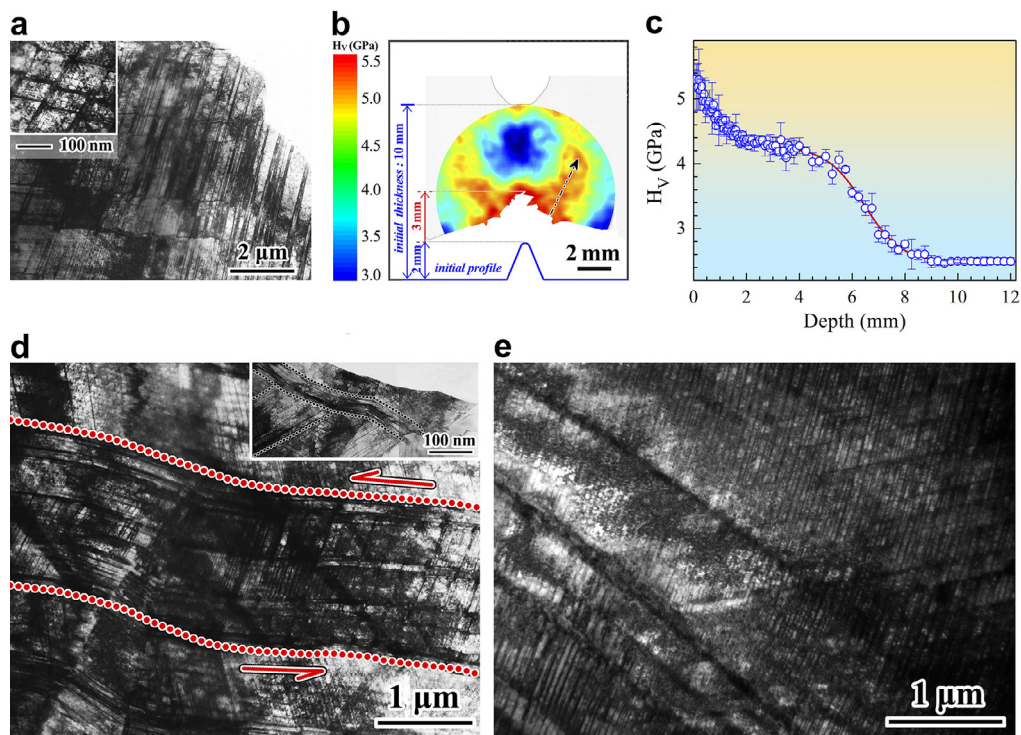 a
100 nm
2 μm
b
HV (GPa)
5.5
5.0
4.5
4.0
3.5
3.0
initial thickness: 10 mm
3 mm
2 mm
initial profile
2 mm
c
HV (GPa)
5
4
3
0
2
4
6
8
10
12
Depth (mm)
d
100 nm
1 μm
e
1 μm